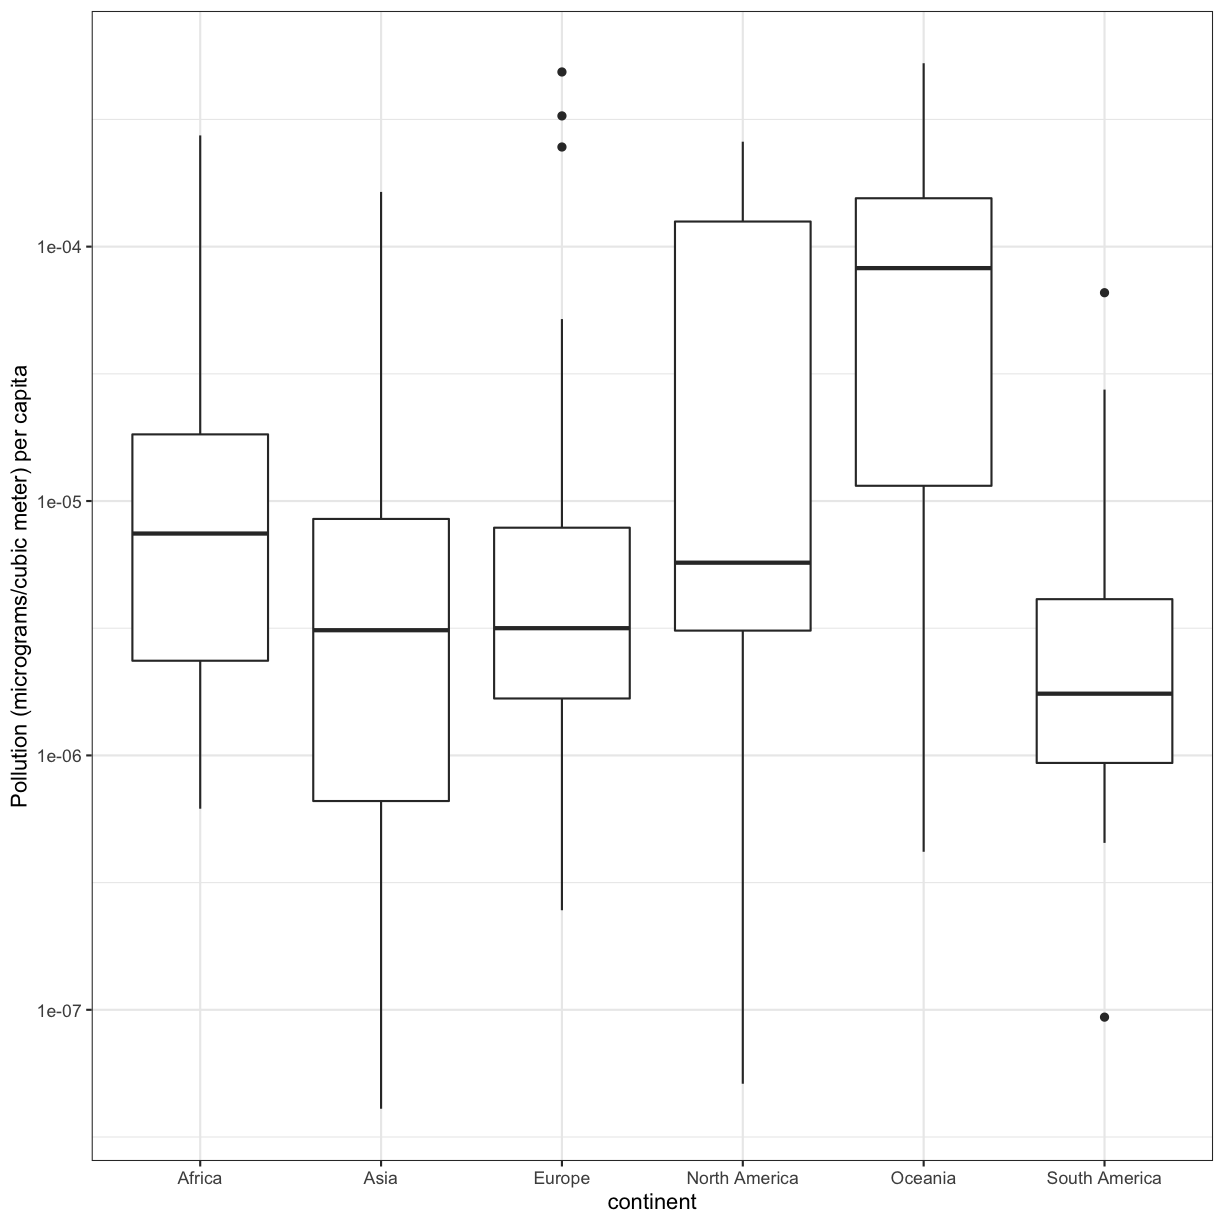 Pollution (micrograms/cubic meter) per capita
1e-04
1e-05
1e-06
1e-07
Africa
Asia
Europe
North America
Oceania
South America
continent